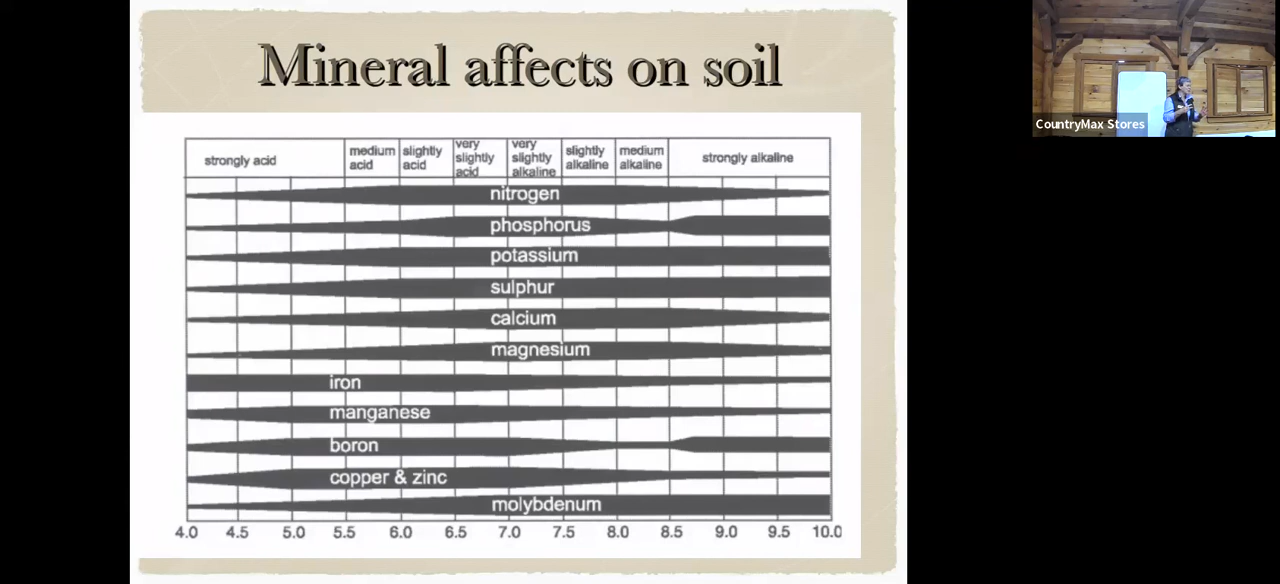 Mineral affects on soil
CountryMax Stores
strongly acid
medium
acid
slightly
acid
very
slightly
acid
very
slightly
alkaline
slightly
alkaline
medium
alkaline
strongly alkaline
nitrogen
phosphorus
potassium
sulphur
calcium
magnesium
iron
manganese
boron
copper & zinc
molybdenum
4.0 4.5 5.0 5.5 6.0 6.5 7.0 7.5 8.0 8.5 9.0 9.5 10.0